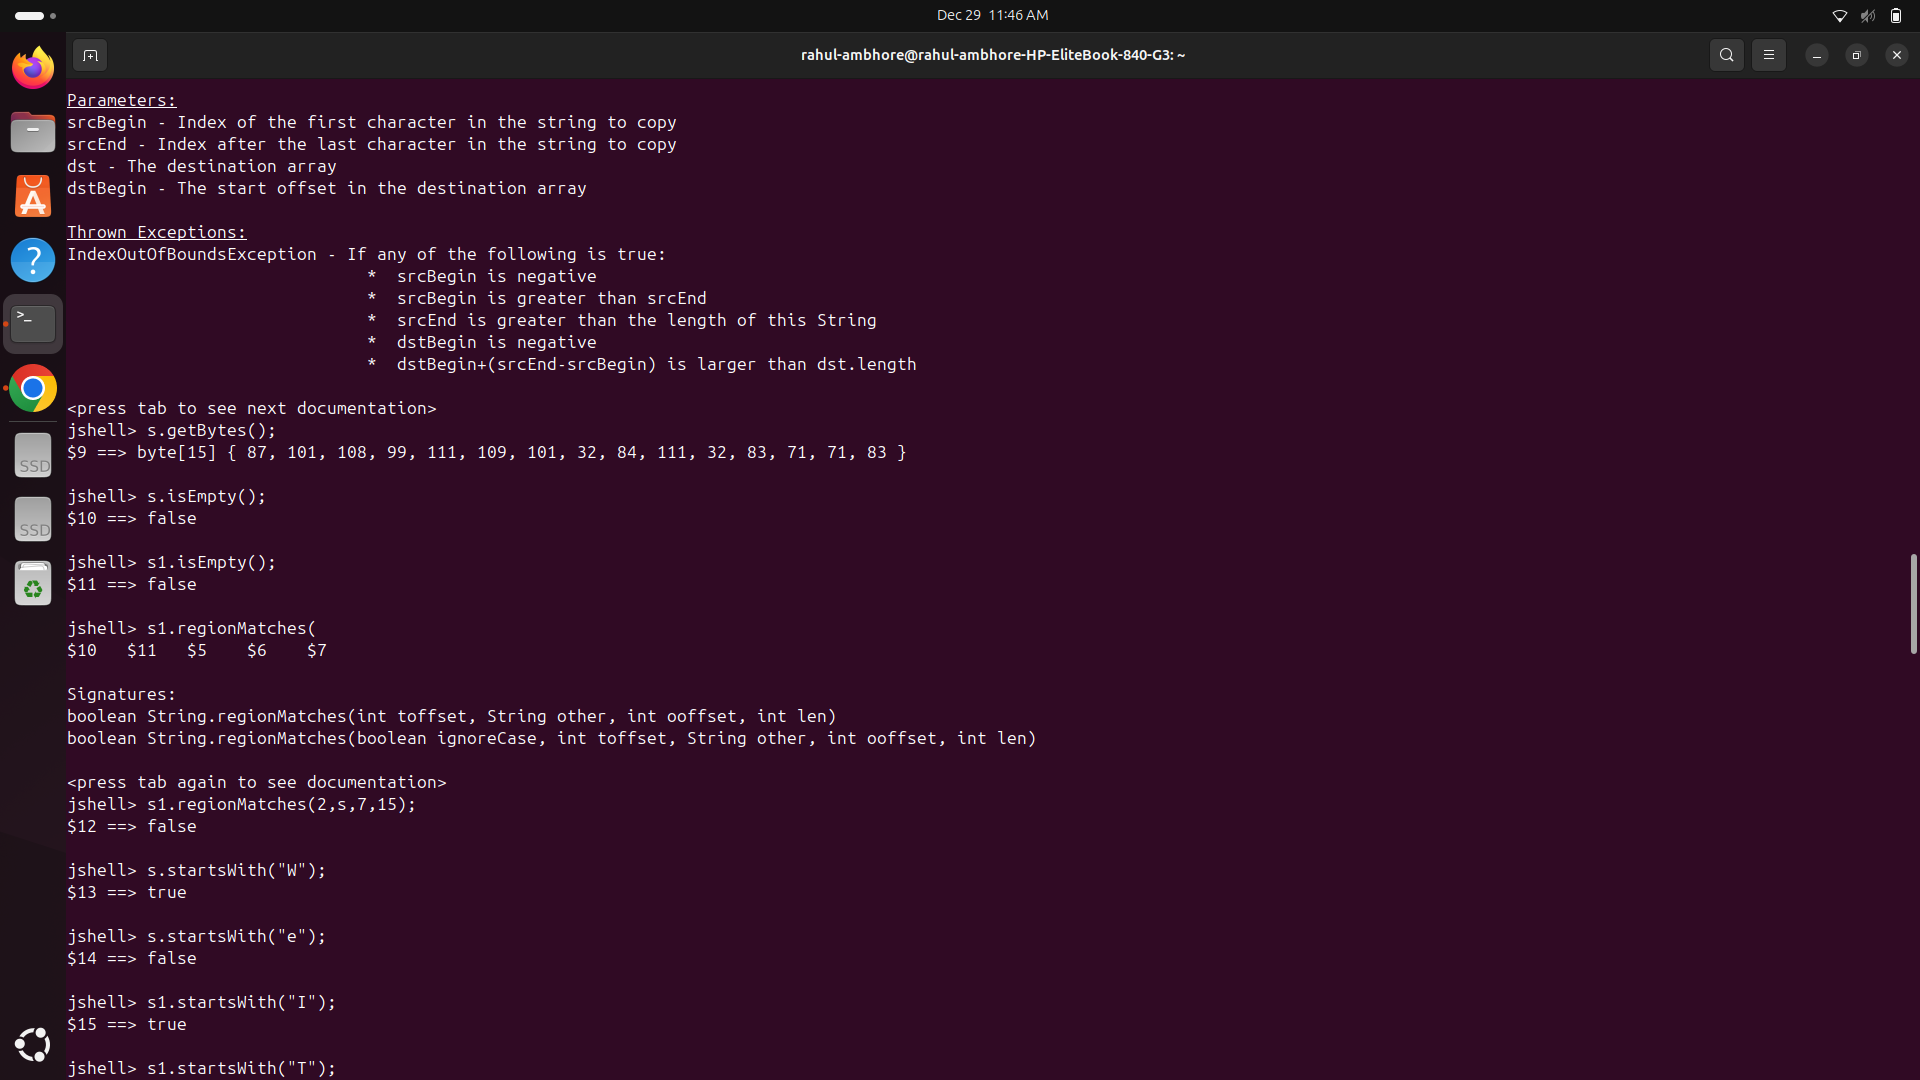 Dec 29 11:46 AM
rahul-ambhore@rahul-ambhore-HP-EliteBook-840-G3: ~
Parameters:
srcBegin - Index of the first character in the string to copy
srcEnd - Index after the last character in the string to copy
dst - The destination array
dstBegin - The start offset in the destination array
Thrown Exceptions:
IndexOutOfBoundsException - If any of the following is true:
* srcBegin is negative
* srcBegin is greater than srcEnd
* srcEnd is greater than the length of this String
* dstBegin is negative
* dstBegin+(srcEnd-srcBegin) is larger than dst.length
<press tab to see next documentation>
jshell> s.getBytes();
$9 ==> byte[15] { 87, 101, 108, 99, 111, 109, 101, 32, 84, 111, 32, 83, 71, 71, 83 }
jshell> s.isEmpty();
$10 ==> false
jshell> s1.isEmpty();
$11 ==> false
jshell> s1.regionMatches(
$10 $11 $5 $6 $7
Signatures:
boolean String.regionMatches(int toffset, String other, int ooffset, int len)
boolean String.regionMatches(boolean ignoreCase, int toffset, String other, int ooffset, int len)
<press tab again to see documentation>
jshell> s1.regionMatches(2,s,7,15);
$12 ==> false
jshell> s.startsWith("W");
$13 ==> true
jshell> s.startsWith("e");
$14 ==> false
jshell> s1.startsWith("I");
$15 ==> true
jshell> s1.startsWith("T");
>_
SSD
SSD